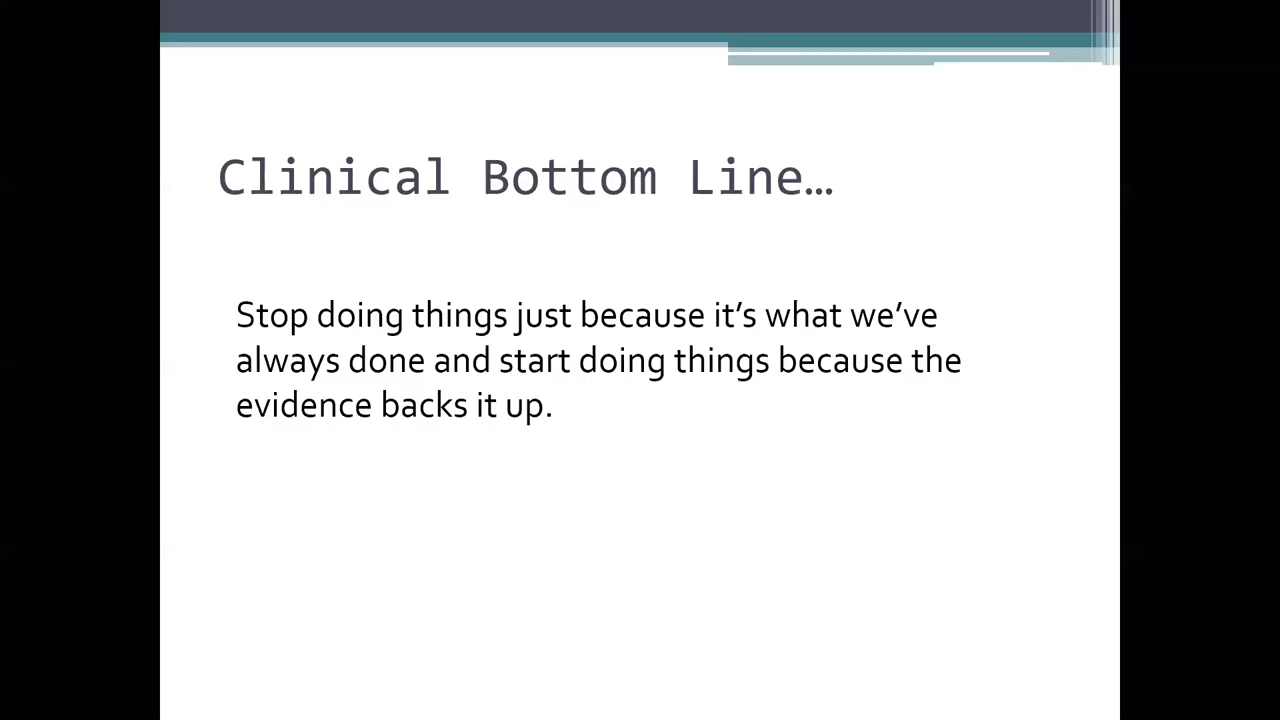 Clinical Bottom Line…
Stop doing things just because it’s what we’ve
always done and start doing things because the
evidence backs it up.